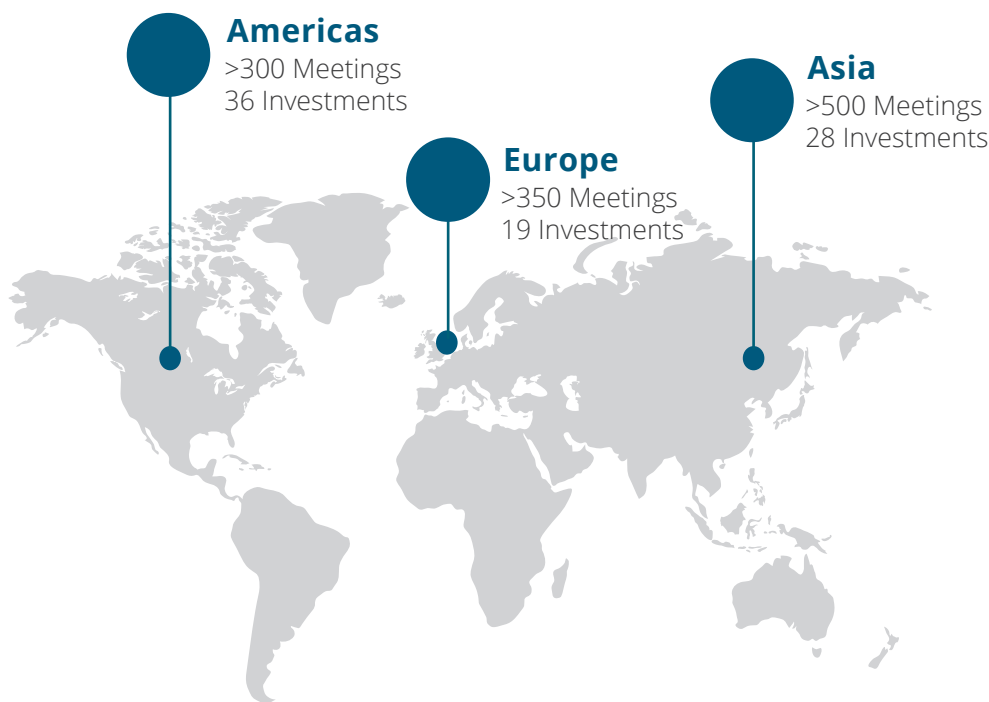 Americas
>300 Meetings
36 Investments
Europe
>350 Meetings
19 Investments
Asia
>500 Meetings
28 Investments